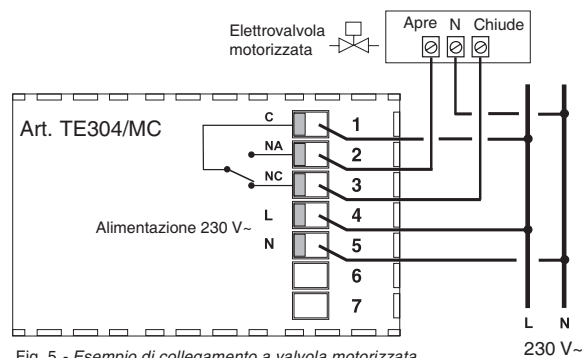 Elettrovalvola
motorizzata
Apre N Chiude
Art. TE304/MC
C 1
NA 2
NC 3
Alimentazione 230 V~
L 4
N 5
6
7
L N
230 V~
Fig. 5 - Esempio di collegamento a valvola motorizzata